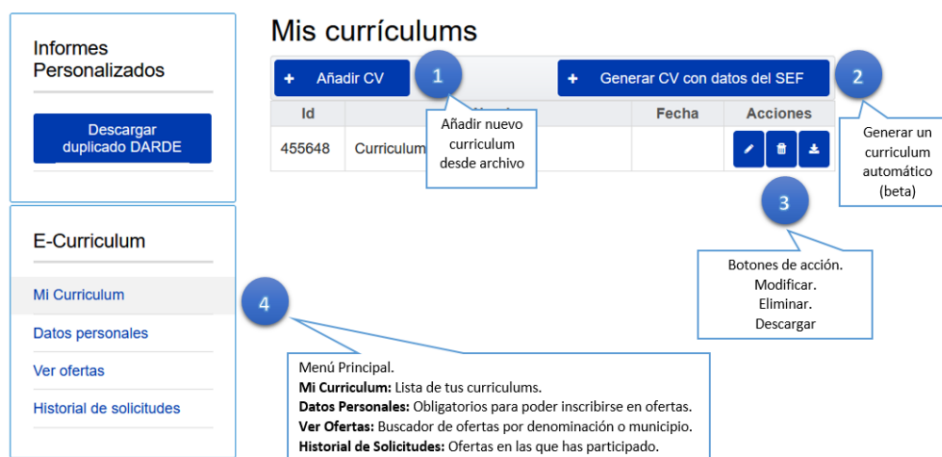 Informes
Personalizados
Descargar
duplicado DARDE
E-Curriculum
Mi Curriculum
Datos personales
Ver ofertas
Historial de solicitudes
Mis currículums
+ Añadir CV
+ Generar CV con datos del SEF
Id
Fecha
Acciones
455648
Curriculum
1
Añadir nuevo
curriculum
desde archivo
2
Generar un
curriculum
automático
(beta)
3
Botones de acción.
Modificar.
Eliminar.
Descargar
4
Menú Principal.
Mi Curriculum: Lista de tus curriculums.
Datos Personales: Obligatorios para poder inscribirse en ofertas.
Ver Ofertas: Buscador de ofertas por denominación o municipio.
Historial de Solicitudes: Ofertas en las que has participado.